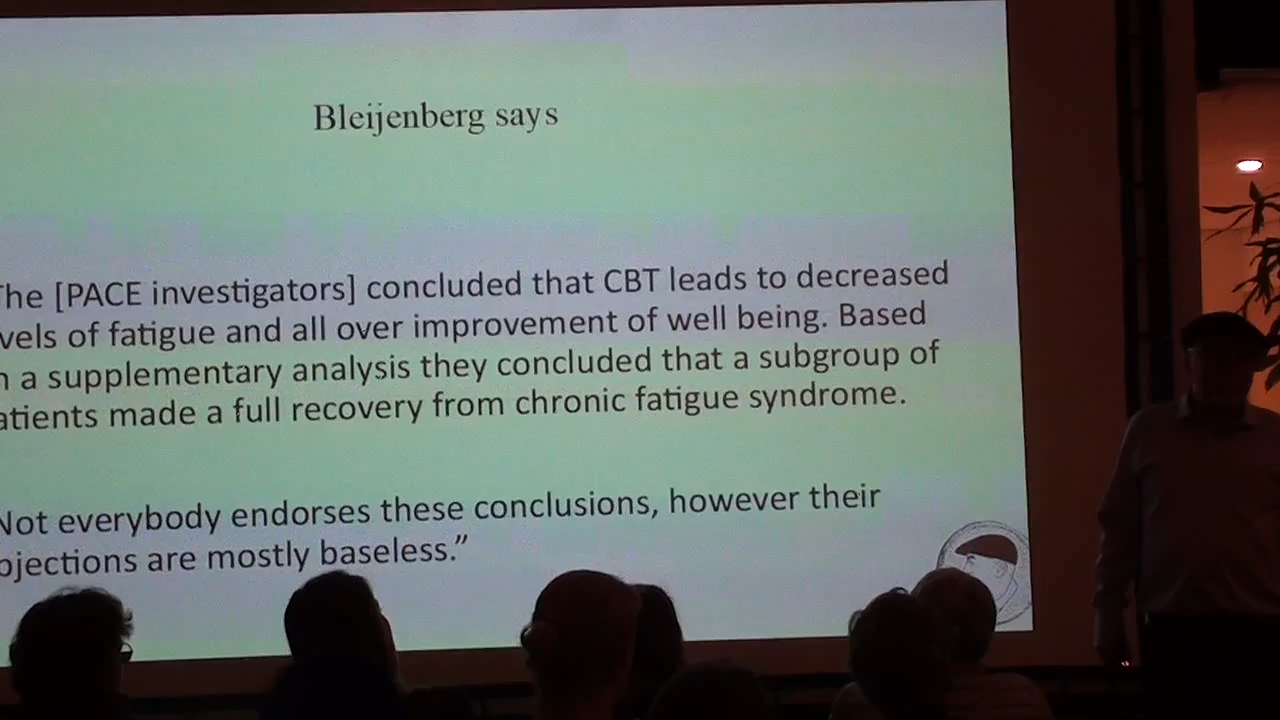 Bleijenberg says
The [PACE investigators] concluded that CBT leads to decreased
vels of fatigue and all over improvement of well being. Based
n a supplementary analysis they concluded that a subgroup of
atients made a full recovery from chronic fatigue syndrome.
Not everybody endorses these conclusions, however their
bjections are mostly baseless.”